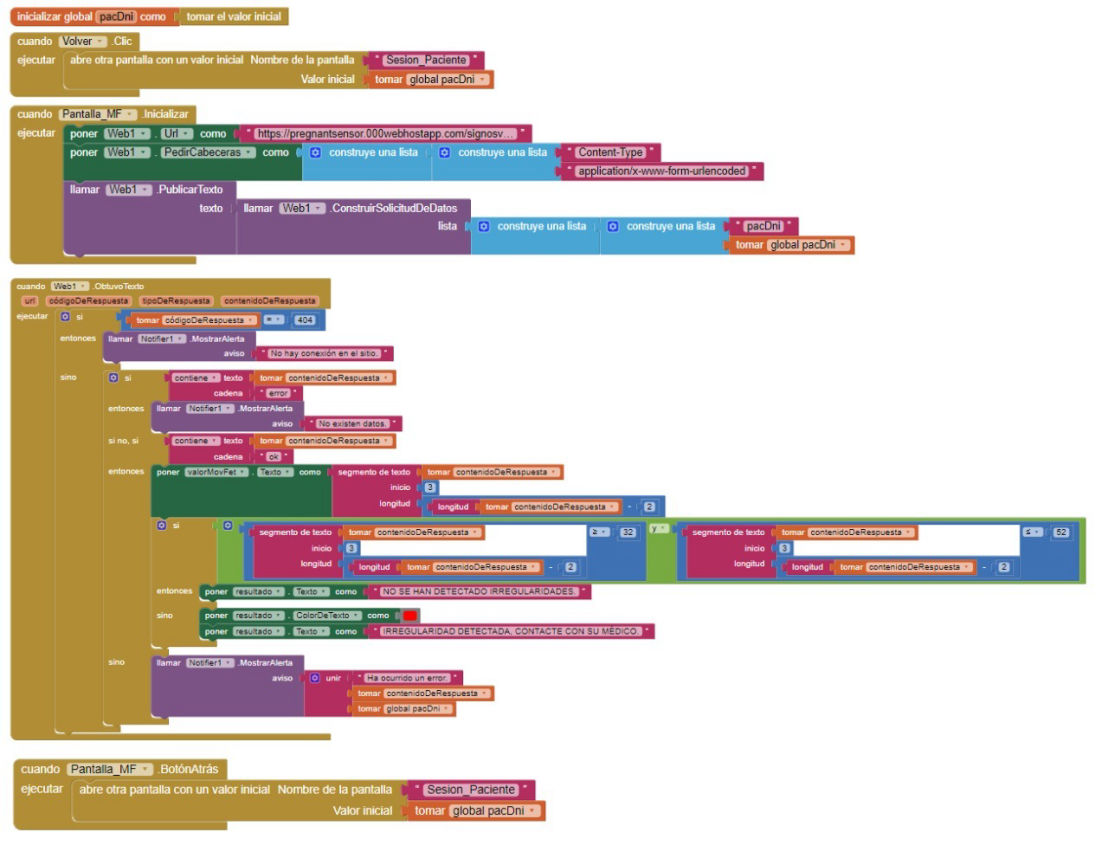 inicializar global pacDni como tomar el valor inicial
cuando Volver .Clic
ejecutar abre otra pantalla con un valor inicial Nombre de la pantalla " Sesion_Paciente "
Valor inicial tomar global pacDni
cuando Pantalla_MF .Inicializar
ejecutar poner Web1 . Url como " https://pregnantsensor.000webhostapp.com/signosv... "
poner Web1 . PedirCabeceras como construye una lista construye una lista " Content-Type "
" application/x-www-form-urlencoded "
llamar Web1 .PublicarTexto
texto llamar Web1 .ConstruirSolicitudDeDatos
lista construye una lista construye una lista " pacDni "
tomar global pacDni
cuando Web1 .ObtuvoTexto
url códigoDeRespuesta tipoDeRespuesta contenidoDeRespuesta
ejecutar si tomar códigoDeRespuesta = 404
entonces llamar Notifier1 .MostrarAlerta
aviso " No hay conexión en el sitio. "
sino si contiene texto tomar contenidoDeRespuesta
cadena " error "
entonces llamar Notifier1 .MostrarAlerta
aviso " No existen datos. "
si no, si contiene texto tomar contenidoDeRespuesta
cadena " ok "
entonces poner valorMovFet . Texto como segmento de texto tomar contenidoDeRespuesta
inicio 3
longitud longitud tomar contenidoDeRespuesta - 2
si segmento de texto tomar contenidoDeRespuesta ≥ 32 y segmento de texto tomar contenidoDeRespuesta ≤ 52
inicio 3 inicio 3
longitud longitud tomar contenidoDeRespuesta - 2 longitud longitud tomar contenidoDeRespuesta - 2
entonces poner resultado . Texto como " NO SE HAN DETECTADO IRREGULARIDADES. "
sino poner resultado . ColorDeTexto como
poner resultado . Texto como " IRREGULARIDAD DETECTADA, CONTACTE CON SU MÉDICO. "
sino llamar Notifier1 .MostrarAlerta
aviso unir " Ha ocurrido un error. "
tomar contenidoDeRespuesta
tomar global pacDni
cuando Pantalla_MF .BotónAtrás
ejecutar abre otra pantalla con un valor inicial Nombre de la pantalla " Sesion_Paciente "
Valor inicial tomar global pacDni